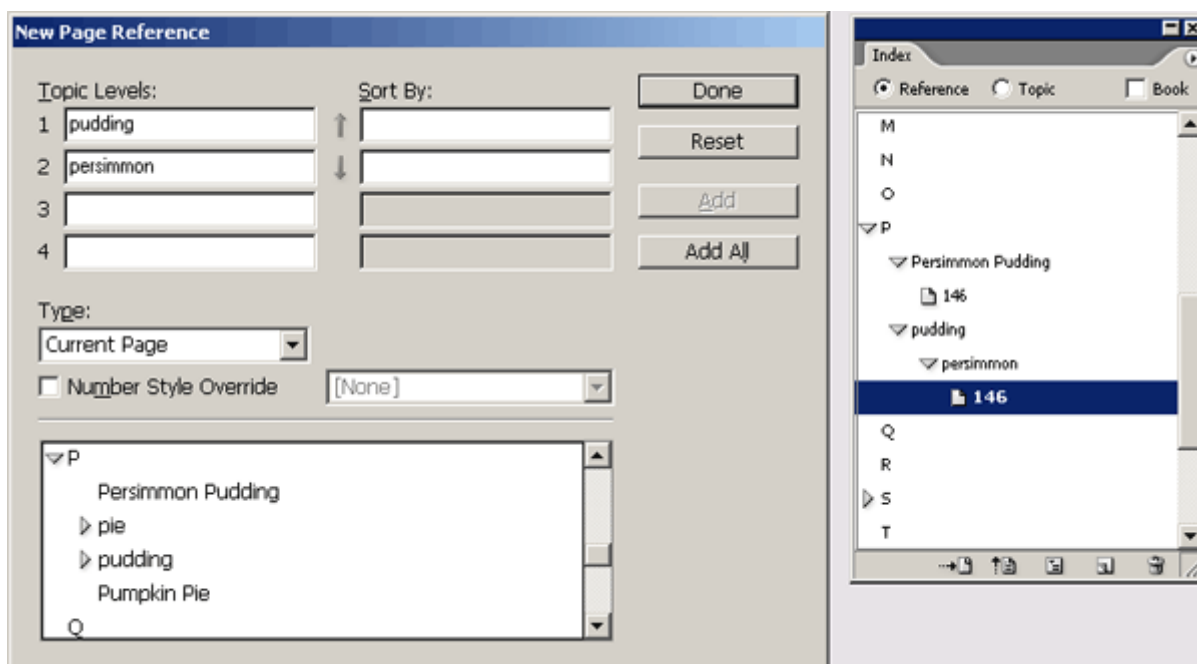 New Page Reference
Topic Levels:
Sort By:
1 pudding
2 persimmon
3
4
Done
Reset
Add
Add All
Type:
Current Page
Number Style Override
[None]
P
Persimmon Pudding
pie
pudding
Pumpkin Pie
Q
Index
Reference
Topic
Book
M
N
O
P
Persimmon Pudding
146
pudding
persimmon
146
Q
R
S
T